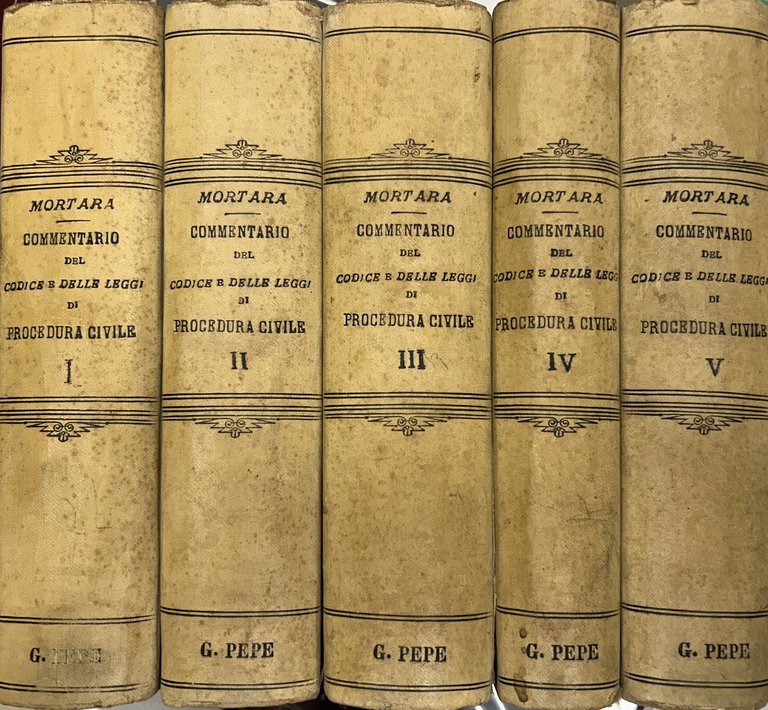 MORTARA
COMMENTARIO
DEL
CODICE E DELLE LEGGI
DI
PROCEDURA CIVILE
I
G. PEPE
MORTARA
COMMENTARIO
DEL
CODICE E DELLE LEGGI
DI
PROCEDURA CIVILE
II
G. PEPE
MORTARA
COMMENTARIO
DEL
CODICE E DELLE LEGGI
DI
PROCEDURA CIVILE
III
G. PEPE
MORTARA
COMMENTARIO
DEL
CODICE E DELLE LEGGI
DI
PROCEDURA CIVILE
IV
G. PEPE
MORTARA
COMMENTARIO
DEL
CODICE E DELLE LEGGI
DI
PROCEDURA CIVILE
V
G. PEPE